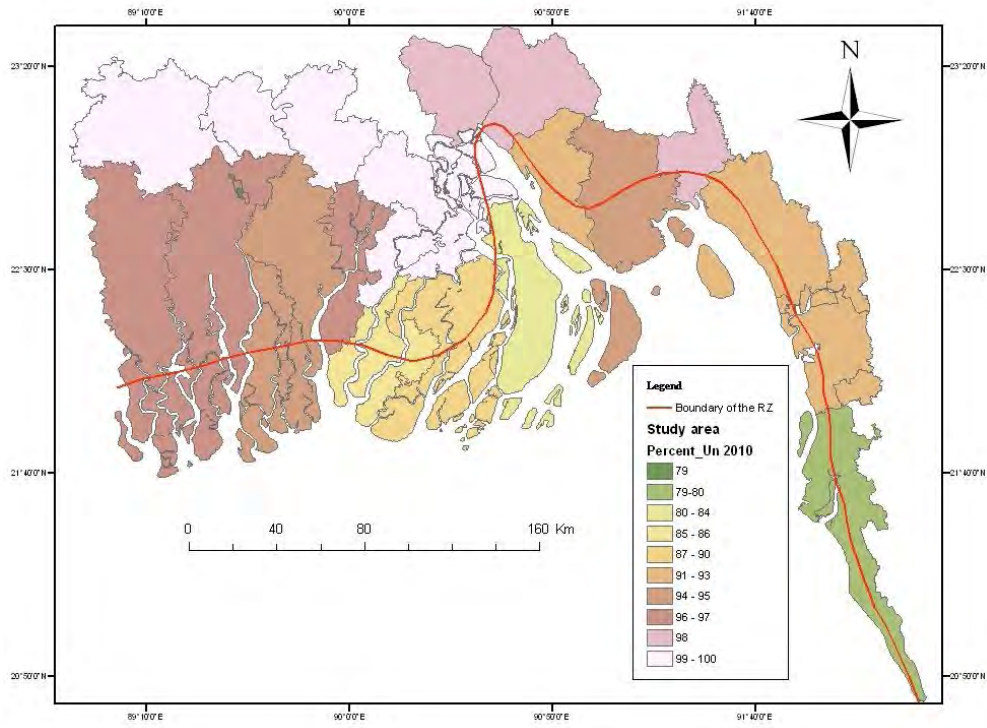 89°10'0"E 90°0'0"E 90°50'0"E 91°40'0"E
23°20'0"N 23°20'0"N
N
22°30'0"N 22°30'0"N
21°40'0"N 21°40'0"N
20°50'0"N 20°50'0"N
0 40 80 160 Km
Legend
Boundary of the RZ
Study area
Percent_Un 2010
79
79-80
80 - 84
85 - 86
87 - 90
91 - 93
94 - 95
96 - 97
98
99 - 100
89°10'0"E 90°0'0"E 90°50'0"E 91°40'0"E